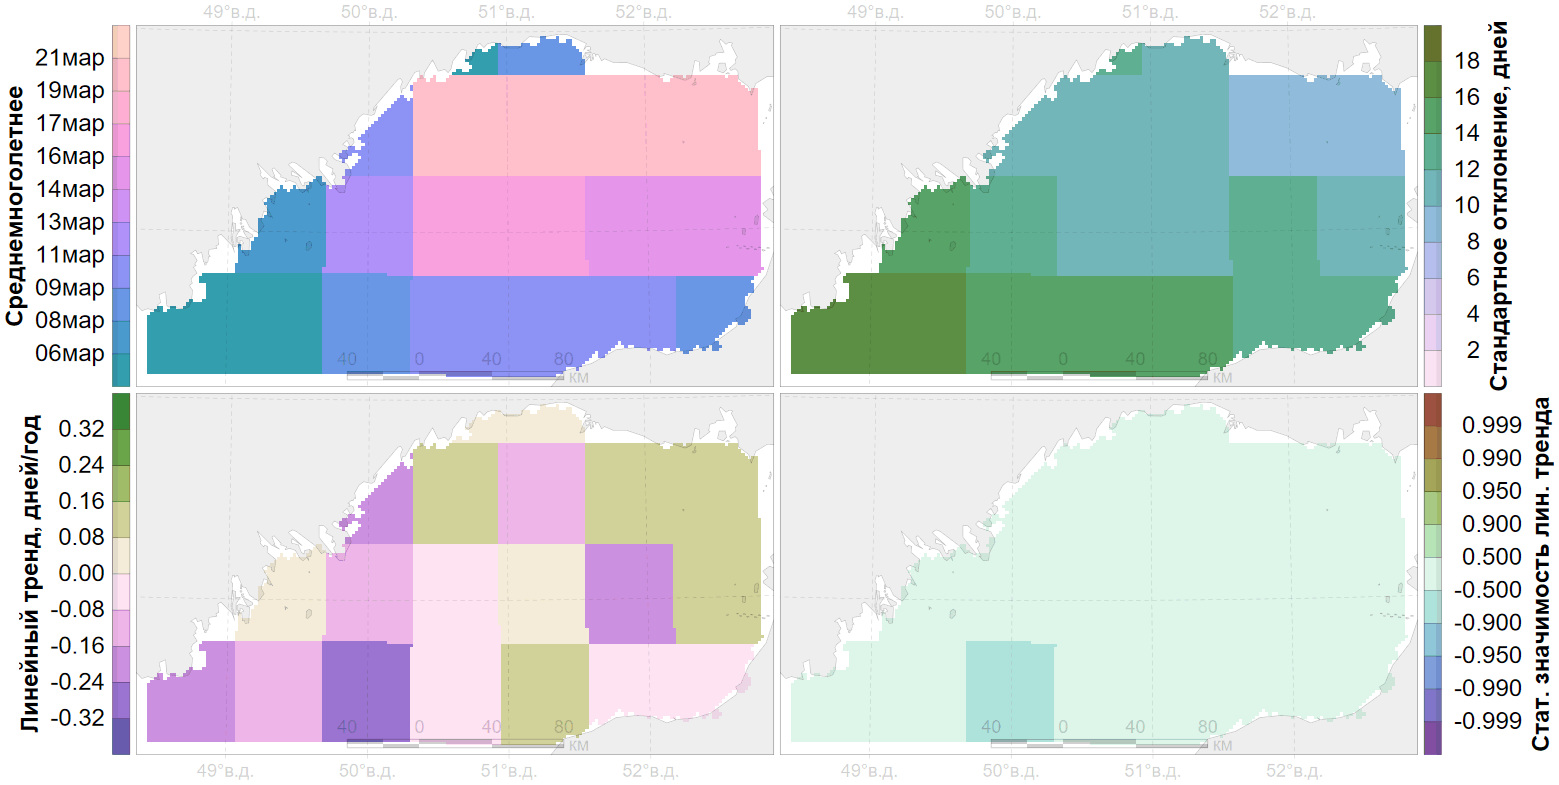 49°в.д. 50°в.д. 51°в.д. 52°в.д. 49°в.д. 50°в.д. 51°в.д. 52°в.д.
Среднемноголетнее
21мар
19мар
17мар
16мар
14мар
13мар
11мар
09мар
08мар
06мар
40 0 40 80
км
18
16
14
12
10
8
6
4
2
Стандартное отклонение, дней
40 0 40 80
км
Линейный тренд, дней/год
0.32
0.24
0.16
0.08
0.00
-0.08
-0.16
-0.24
-0.32
40 0 40 80
км
0.999
0.990
0.950
0.900
0.500
-0.500
-0.900
-0.950
-0.990
-0.999
Стат. значимость лин. тренда
40 0 40 80
км
49°в.д. 50°в.д. 51°в.д. 52°в.д. 49°в.д. 50°в.д. 51°в.д. 52°в.д.